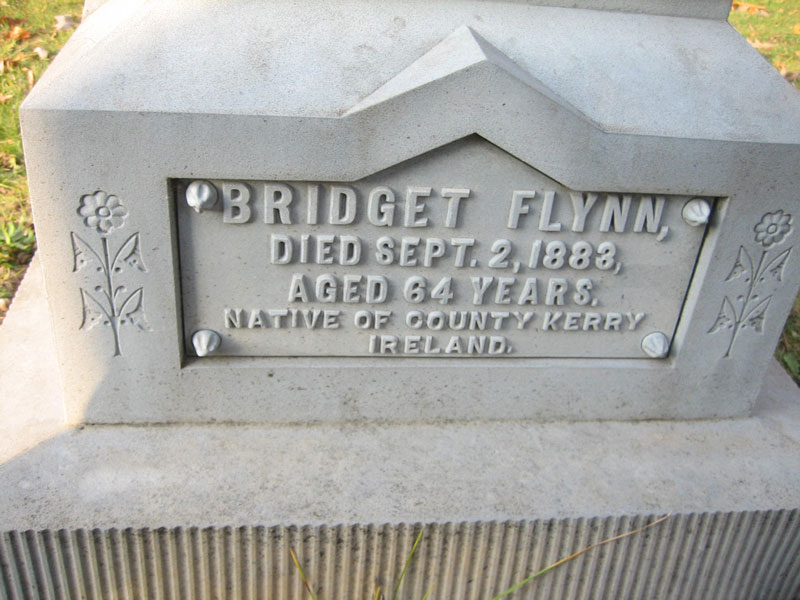 BRIDGET FLYNN,
DIED SEPT. 2, 1883,
AGED 64 YEARS.
NATIVE OF COUNTY KERRY
IRELAND.